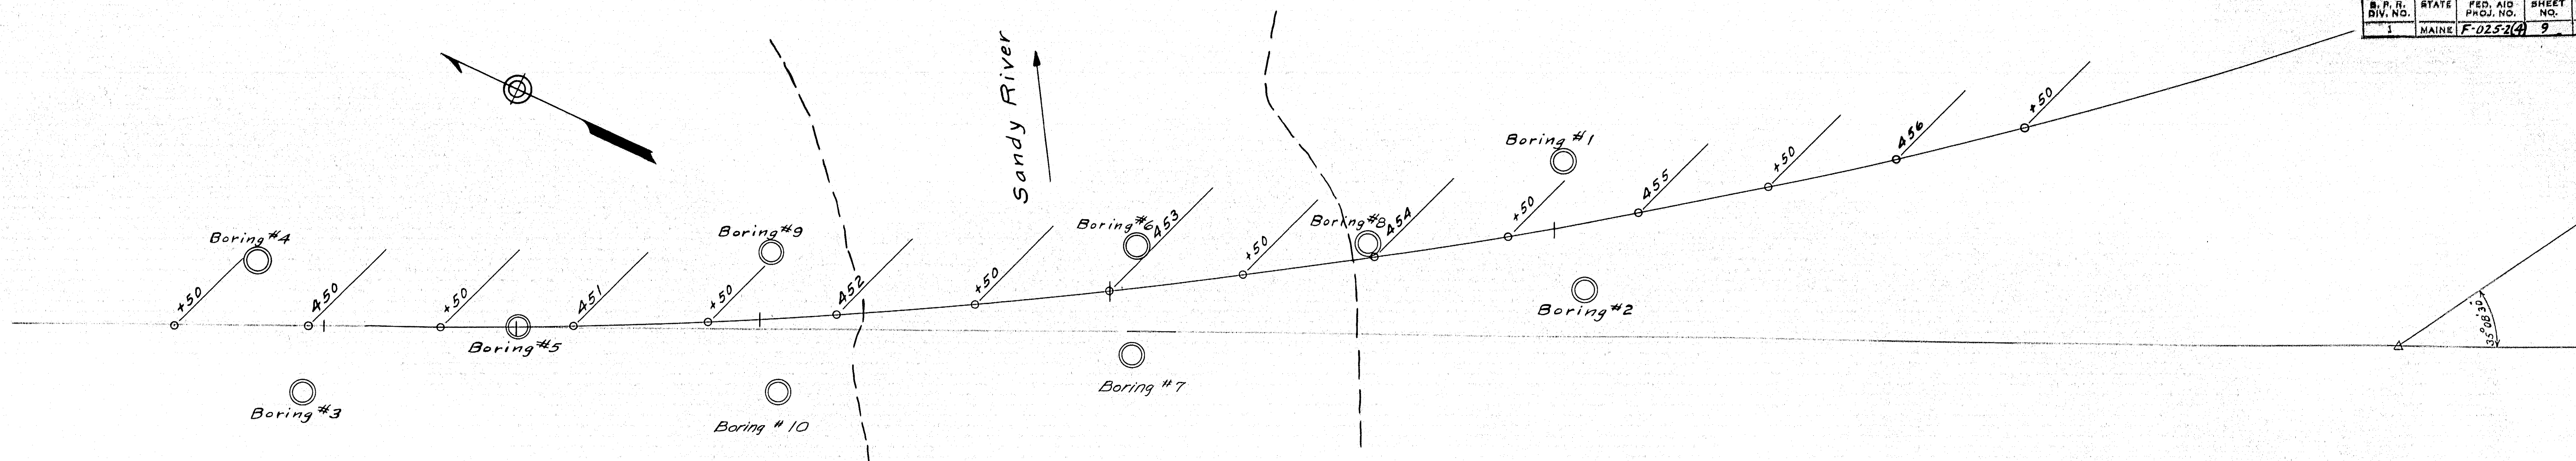 B. P. R. DIV. NO. STATE FED. AID PROJ. NO. SHEET NO.
1 MAINE F-025-2(4) 9
Sandy River
Boring #4
Boring #9
Boring #6
Boring #8
Boring #1
+50
450
+50
451
+50
452
+50
453
+50
454
+50
455
+50
456
+50
Boring #5
Boring #2
Boring #3
Boring #10
Boring #7
35°08'30"